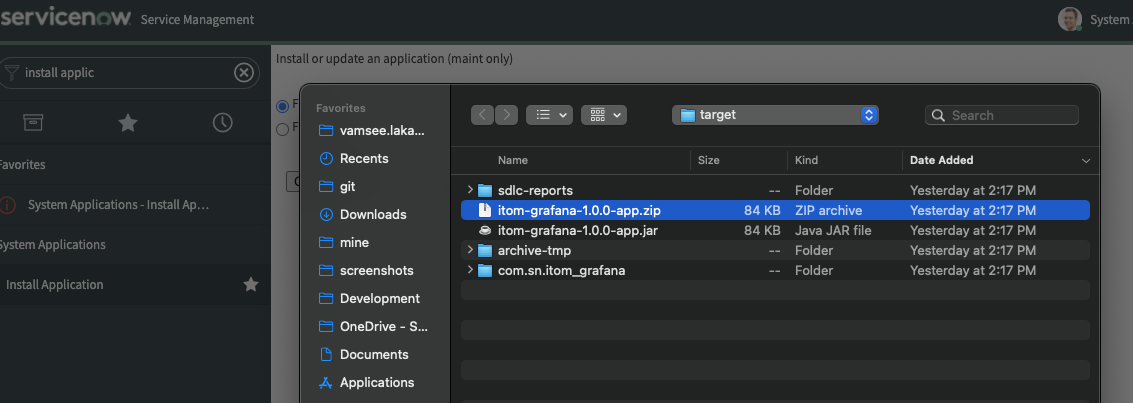 servicenow Service Management
System
install applic
Install or update an application (maint only)
Favorites
System Applications - Install Ap...
System Applications
Install Application
F
F
Favorites
vamsee.laka...
Recents
git
Downloads
mine
screenshots
Development
OneDrive - S...
Documents
Applications
target
Search
Name Size Kind Date Added
sdlc-reports -- Folder Yesterday at 2:17 PM
itom-grafana-1.0.0-app.zip 84 KB ZIP archive Yesterday at 2:17 PM
itom-grafana-1.0.0-app.jar 84 KB Java JAR file Yesterday at 2:17 PM
archive-tmp -- Folder Yesterday at 2:17 PM
com.sn.itom_grafana -- Folder Yesterday at 2:17 PM